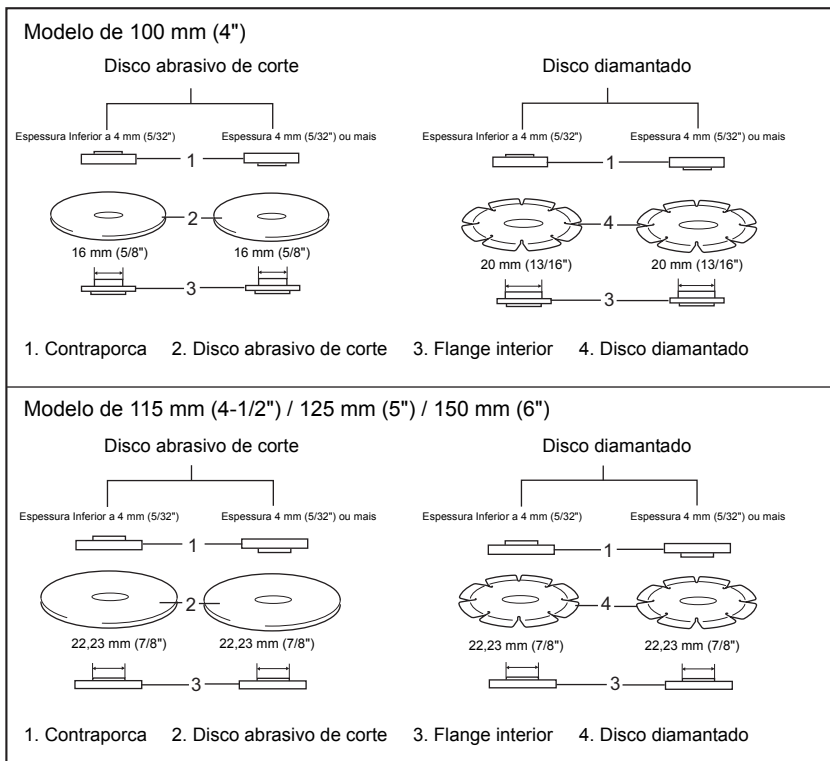 Modelo de 100 mm (4")
Disco abrasivo de corte Disco diamantado
Espessura Inferior a 4 mm (5/32") Espessura 4 mm (5/32") ou mais Espessura Inferior a 4 mm (5/32") Espessura 4 mm (5/32") ou mais
1 1
2 4
16 mm (5/8") 16 mm (5/8") 20 mm (13/16") 20 mm (13/16")
3 3
1. Contraporca 2. Disco abrasivo de corte 3. Flange interior 4. Disco diamantado
Modelo de 115 mm (4-1/2") / 125 mm (5") / 150 mm (6")
Disco abrasivo de corte Disco diamantado
Espessura Inferior a 4 mm (5/32") Espessura 4 mm (5/32") ou mais Espessura Inferior a 4 mm (5/32") Espessura 4 mm (5/32") ou mais
1 1
2 4
22,23 mm (7/8") 22,23 mm (7/8") 22,23 mm (7/8") 22,23 mm (7/8")
3 3
1. Contraporca 2. Disco abrasivo de corte 3. Flange interior 4. Disco diamantado